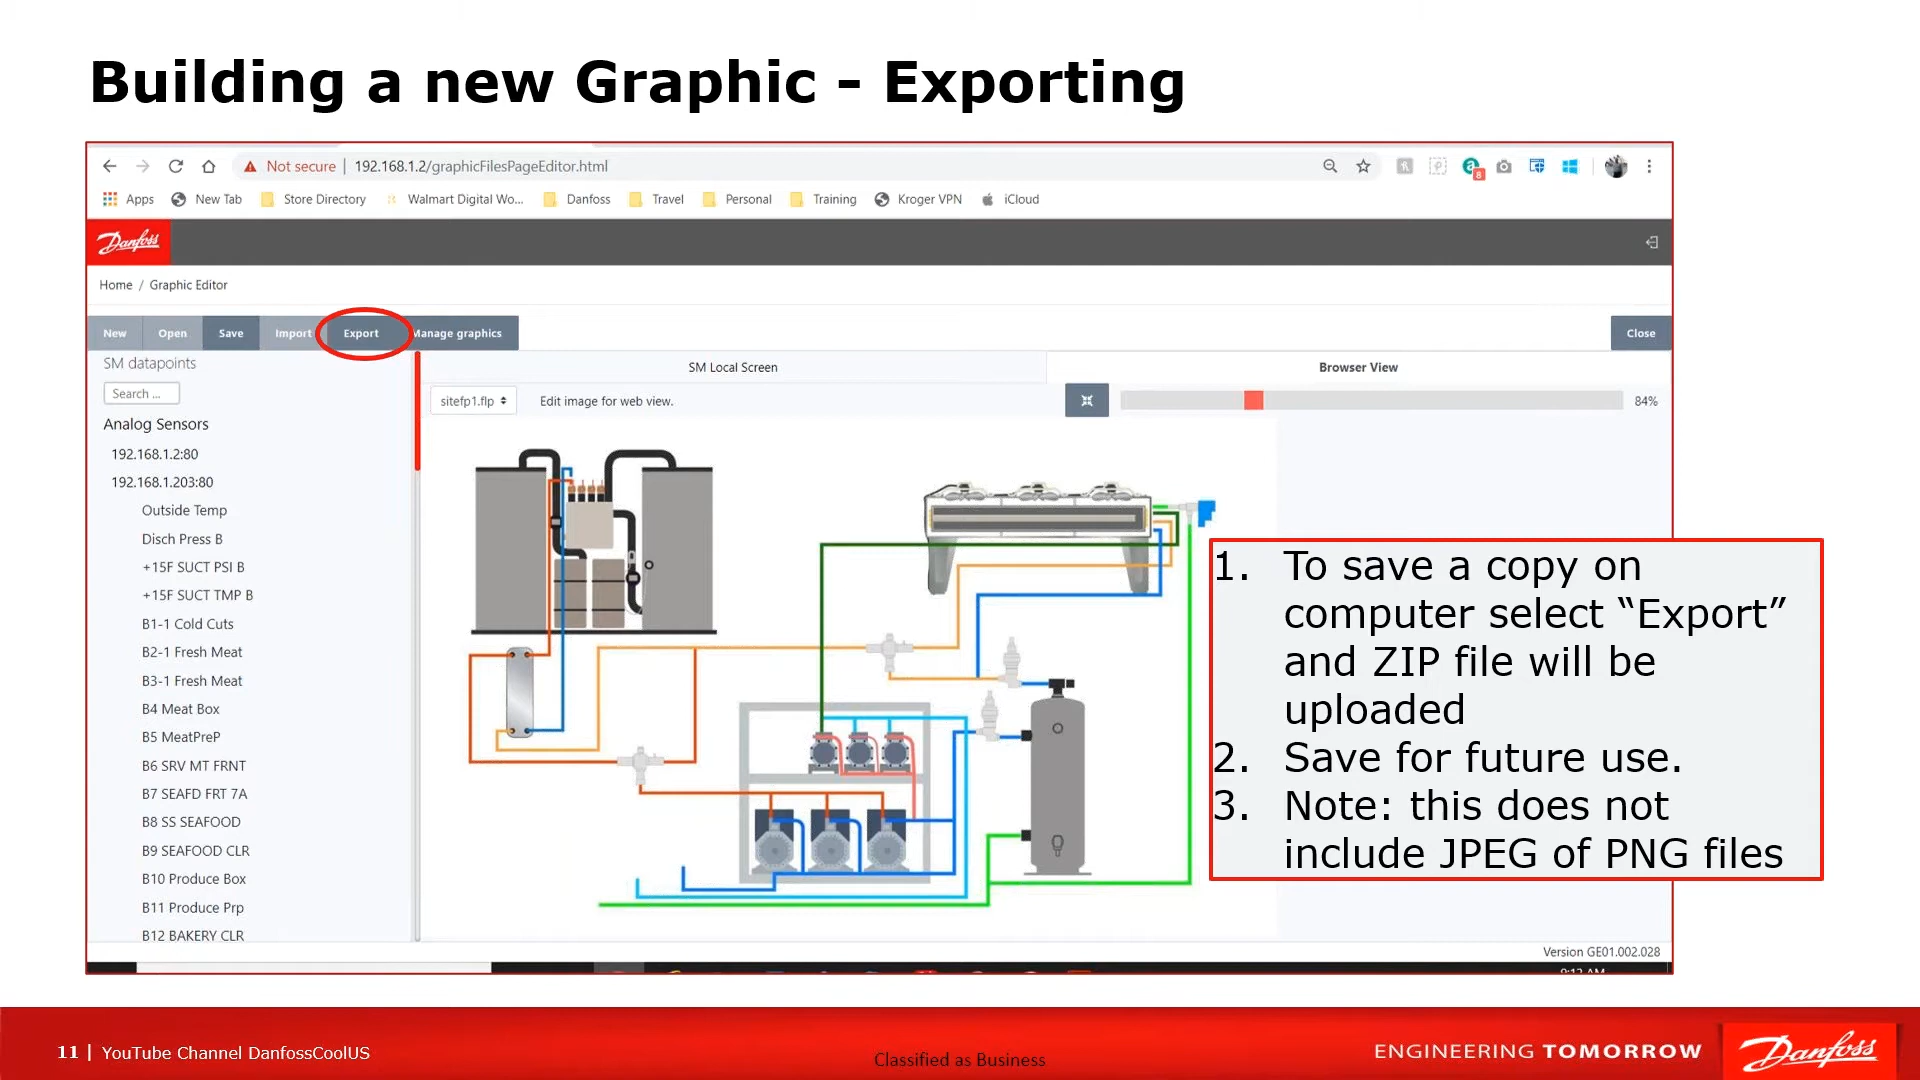 Building a new Graphic - Exporting
Not secure | 192.168.1.2/graphicFilesPageEditor.html
8
Apps New Tab Store Directory Walmart Digital Wo... Danfoss Travel Personal Training Kroger VPN iCloud
Danfoss
Home / Graphic Editor
New Open Save Import Export Manage graphics Close
SM datapoints
SM Local Screen Browser View
Search ...
sitefp1.flp Edit image for web view. 84%
Analog Sensors
192.168.1.2:80
192.168.1.203:80
Outside Temp
Disch Press B
+15F SUCT PSI B
+15F SUCT TMP B
B1-1 Cold Cuts
B2-1 Fresh Meat
B3-1 Fresh Meat
B4 Meat Box
B5 MeatPreP
B6 SRV MT FRNT
B7 SEAFD FRT 7A
B8 SS SEAFOOD
B9 SEAFOOD CLR
B10 Produce Box
B11 Produce Prp
B12 BAKERY CLR
1. To save a copy on
computer select “Export”
and ZIP file will be
uploaded
2. Save for future use.
3. Note: this does not
include JPEG of PNG files
Version GE01.002.028
9:12 AM
11 | YouTube Channel DanfossCoolUS
Classified as Business
ENGINEERING TOMORROW
Danfoss